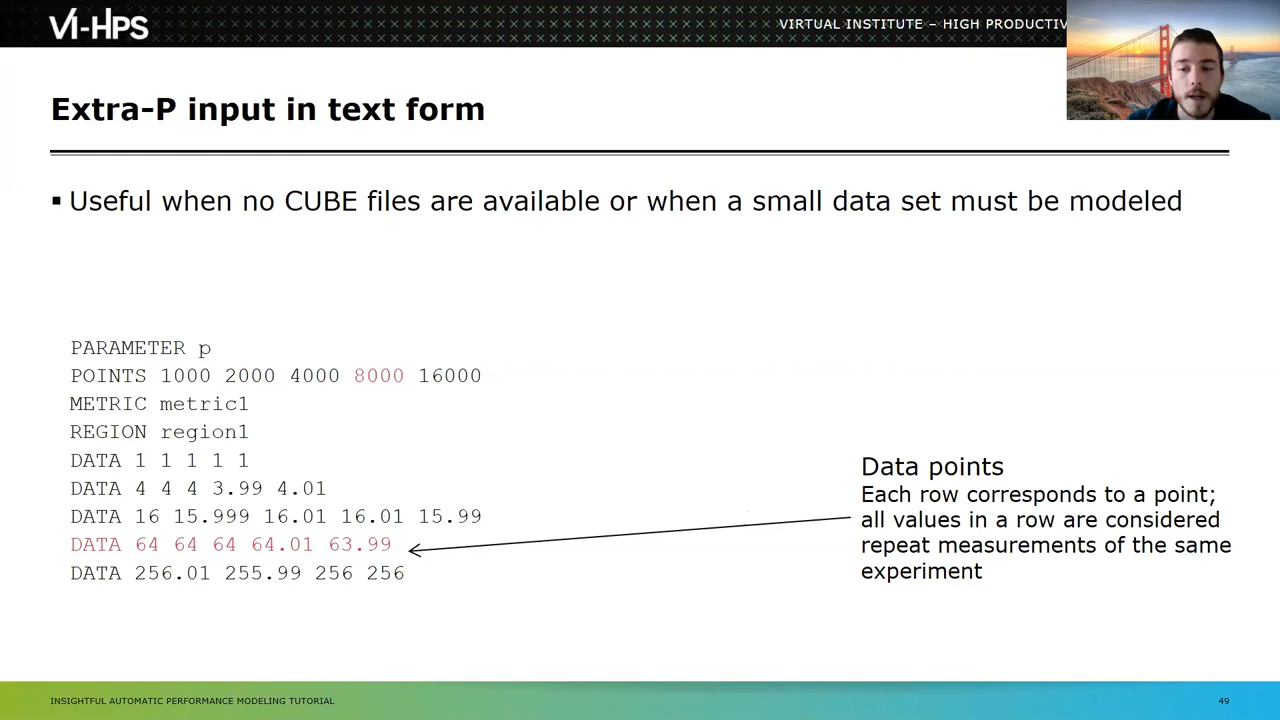 VI-HPS
VIRTUAL INSTITUTE – HIGH PRODUCTIV
Extra-P input in text form
▪ Useful when no CUBE files are available or when a small data set must be modeled
PARAMETER p
POINTS 1000 2000 4000 8000 16000
METRIC metric1
REGION region1
DATA 1 1 1 1 1
DATA 4 4 4 3.99 4.01
DATA 16 15.999 16.01 16.01 15.99
DATA 64 64 64 64.01 63.99
DATA 256.01 255.99 256 256
Data points
Each row corresponds to a point;
all values in a row are considered
repeat measurements of the same
experiment
INSIGHTFUL AUTOMATIC PERFORMANCE MODELING TUTORIAL
49